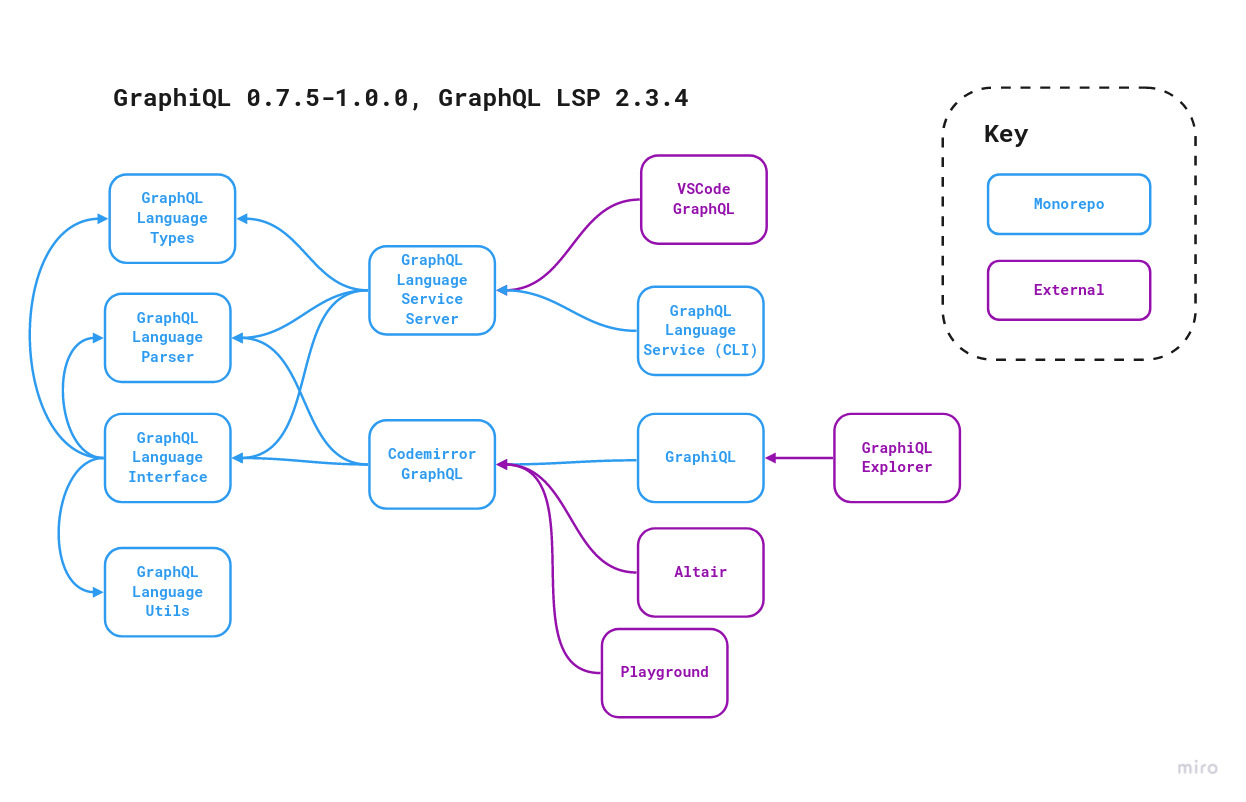 GraphiQL 0.7.5-1.0.0, GraphQL LSP 2.3.4
Key
Monorepo
External
GraphQL
Language
Types
GraphQL
Language
Parser
GraphQL
Language
Interface
GraphQL
Language
Utils
GraphQL
Language
Service
Server
Codemirror
GraphQL
VSCode
GraphQL
GraphQL
Language
Service (CLI)
GraphiQL
GraphiQL
Explorer
Altair
Playground
miro